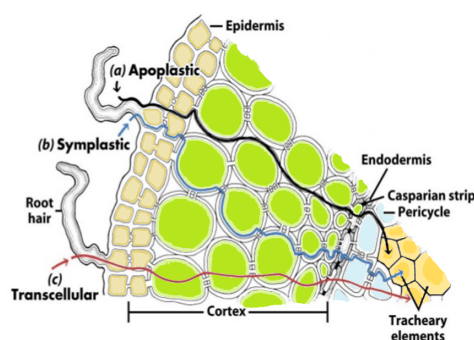 Epidermis
(a) Apoplastic
(b) Symplastic
Endodermis
Casparian strip
Pericycle
Root
hair
(c)
Transcellular
Cortex
Tracheary
elements